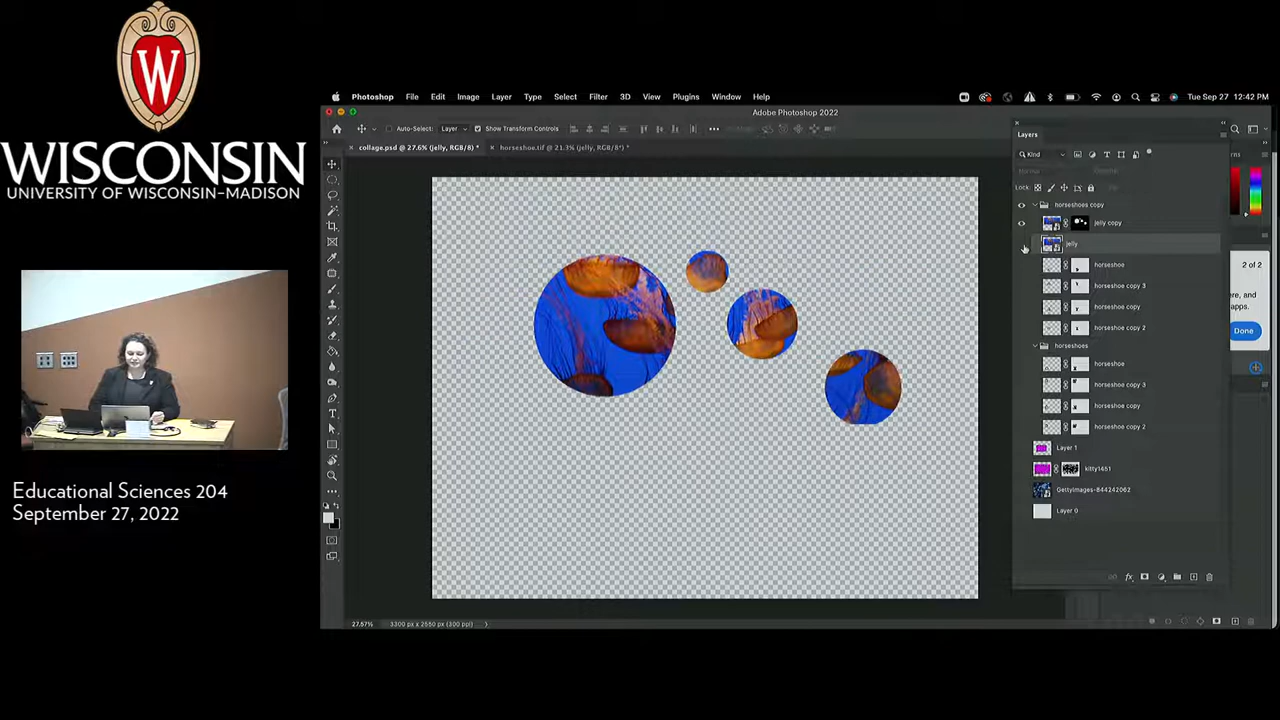 W
WISCONSIN
UNIVERSITY OF WISCONSIN–MADISON
Educational Sciences 204
September 27, 2022
Photoshop File Edit Image Layer Type Select Filter 3D View Plugins Window Help
Tue Sep 27 12:42 PM
Adobe Photoshop 2022
Auto-Select: Layer Show Transform Controls
collage.psd @ 27.6% (jelly, RGB/8) *
horseshoe.tif @ 21.3% (jelly, RGB/8*) *
Layers
Kind
Lock:
horseshoes copy
jelly copy
jelly
horseshoe
horseshoe copy 3
horseshoe copy
horseshoe copy 2
horseshoes
horseshoe
horseshoe copy 3
horseshoe copy
horseshoe copy 2
Layer 1
kitty1451
GettyImages-844242062
Layer 0
fx
2 of 2
Done
27.57% 3300 px x 2550 px (300 ppi)